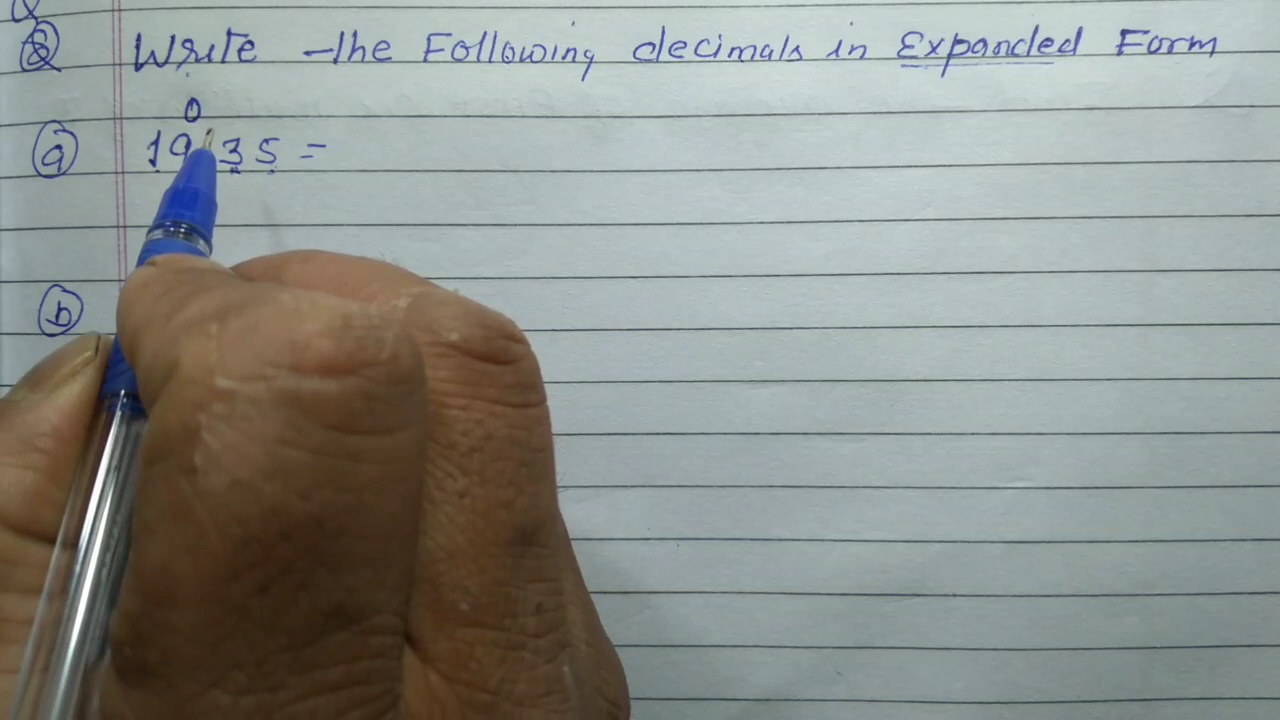 Q Write the Following decimals in Expanded Form
0
a 19.35 =
b